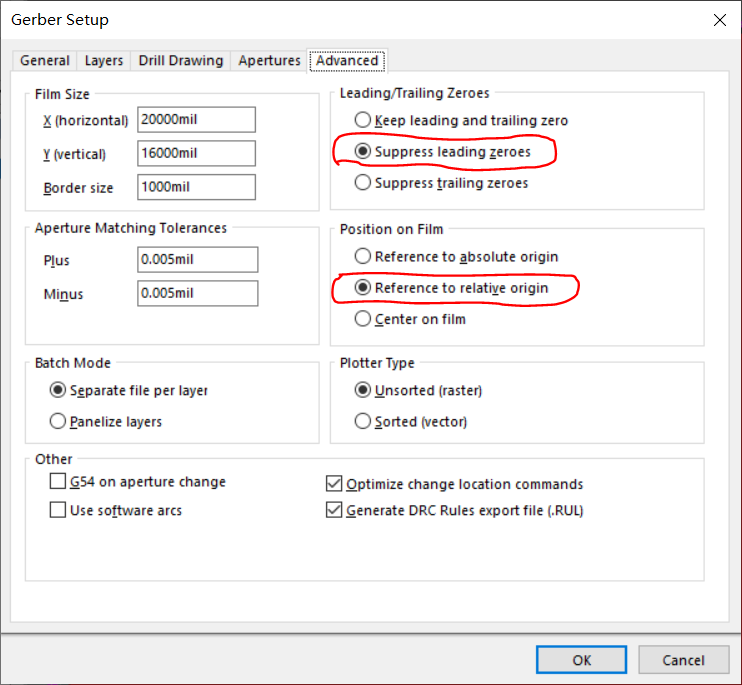 Gerber Setup
General Layers Drill Drawing Apertures Advanced
Film Size
X (horizontal) 20000mil
Y (vertical) 16000mil
Border size 1000mil
Leading/Trailing Zeroes
Keep leading and trailing zero
Suppress leading zeroes
Suppress trailing zeroes
Aperture Matching Tolerances
Plus 0.005mil
Minus 0.005mil
Position on Film
Reference to absolute origin
Reference to relative origin
Center on film
Batch Mode
Separate file per layer
Panelize layers
Plotter Type
Unsorted (raster)
Sorted (vector)
Other
G54 on aperture change
Use software arcs
Optimize change location commands
Generate DRC Rules export file (.RUL)
OK Cancel